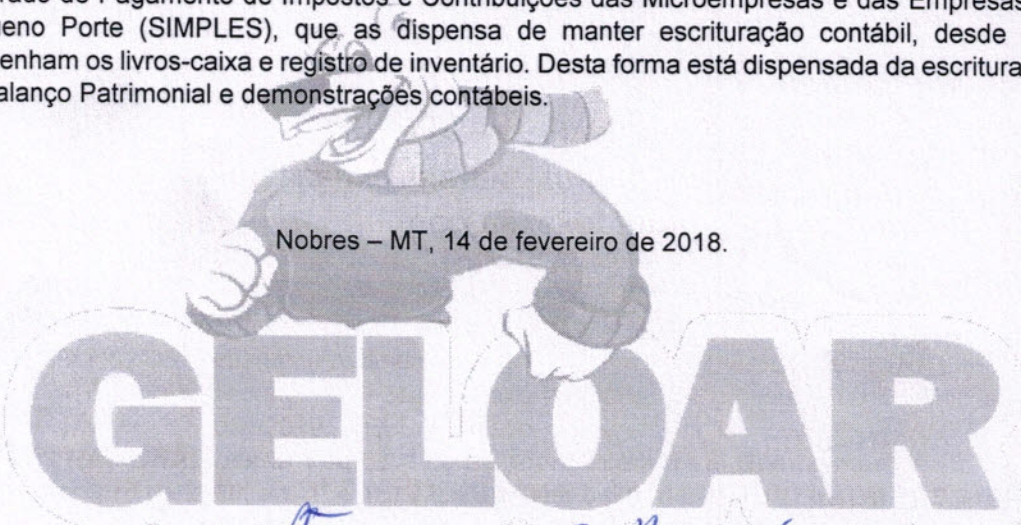 de Pagamento de Impostos e Contribuições das Microempresas e das Empresas
eno Porte (SIMPLES), que as dispensa de manter escrituração contábil, desde
enham os livros-caixa e registro de inventário. Desta forma está dispensada da escritura
alanço Patrimonial e demonstrações contábeis.
Nobres – MT, 14 de fevereiro de 2018.
GELOAR